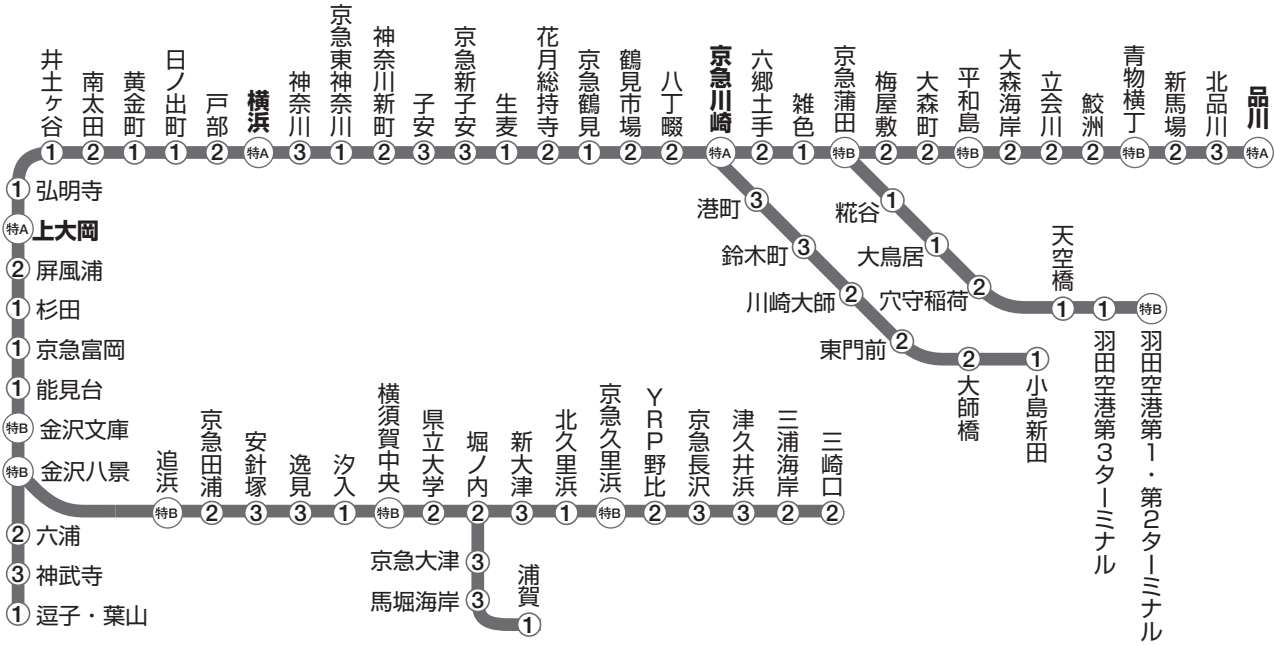 井土ヶ谷
南太田
黄金町
日ノ出町
戸部
横浜
神奈川
京急東神奈川
神奈川新町
子安
京急新子安
生麦
花月総持寺
京急鶴見
鶴見市場
八丁畷
京急川崎
六郷土手
雑色
京急蒲田
梅屋敷
大森町
平和島
大森海岸
立会川
鮫洲
青物横丁
新馬場
北品川
品川
1 2 1 1 2 特A 3 1 2 3 3 1 2 1 2 2 特A 2 1 特B 2 2 特B 2 2 2 特B 2 3 特A
1 弘明寺
特A 上大岡
2 屏風浦
1 杉田
1 京急富岡
1 能見台
特B 金沢文庫
特B 金沢八景
2 六浦
3 神武寺
1 逗子・葉山
港町 3
鈴木町 3
川崎大師 2
東門前 2
2 大師橋
1 小島新田
糀谷 1
大鳥居 1
穴守稲荷 2
天空橋 1
1 羽田空港第3ターミナル
特B 羽田空港第1・第2ターミナル
追浜
京急田浦
安針塚
逸見
汐入
横須賀中央
県立大学
堀ノ内
新大津
北久里浜
京急久里浜
YRP野比
京急長沢
津久井浜
三浦海岸
三崎口
特B 2 3 3 1 特B 2 2 3 1 特B 2 3 3 2 2
京急大津 3
馬堀海岸 3
浦賀 1